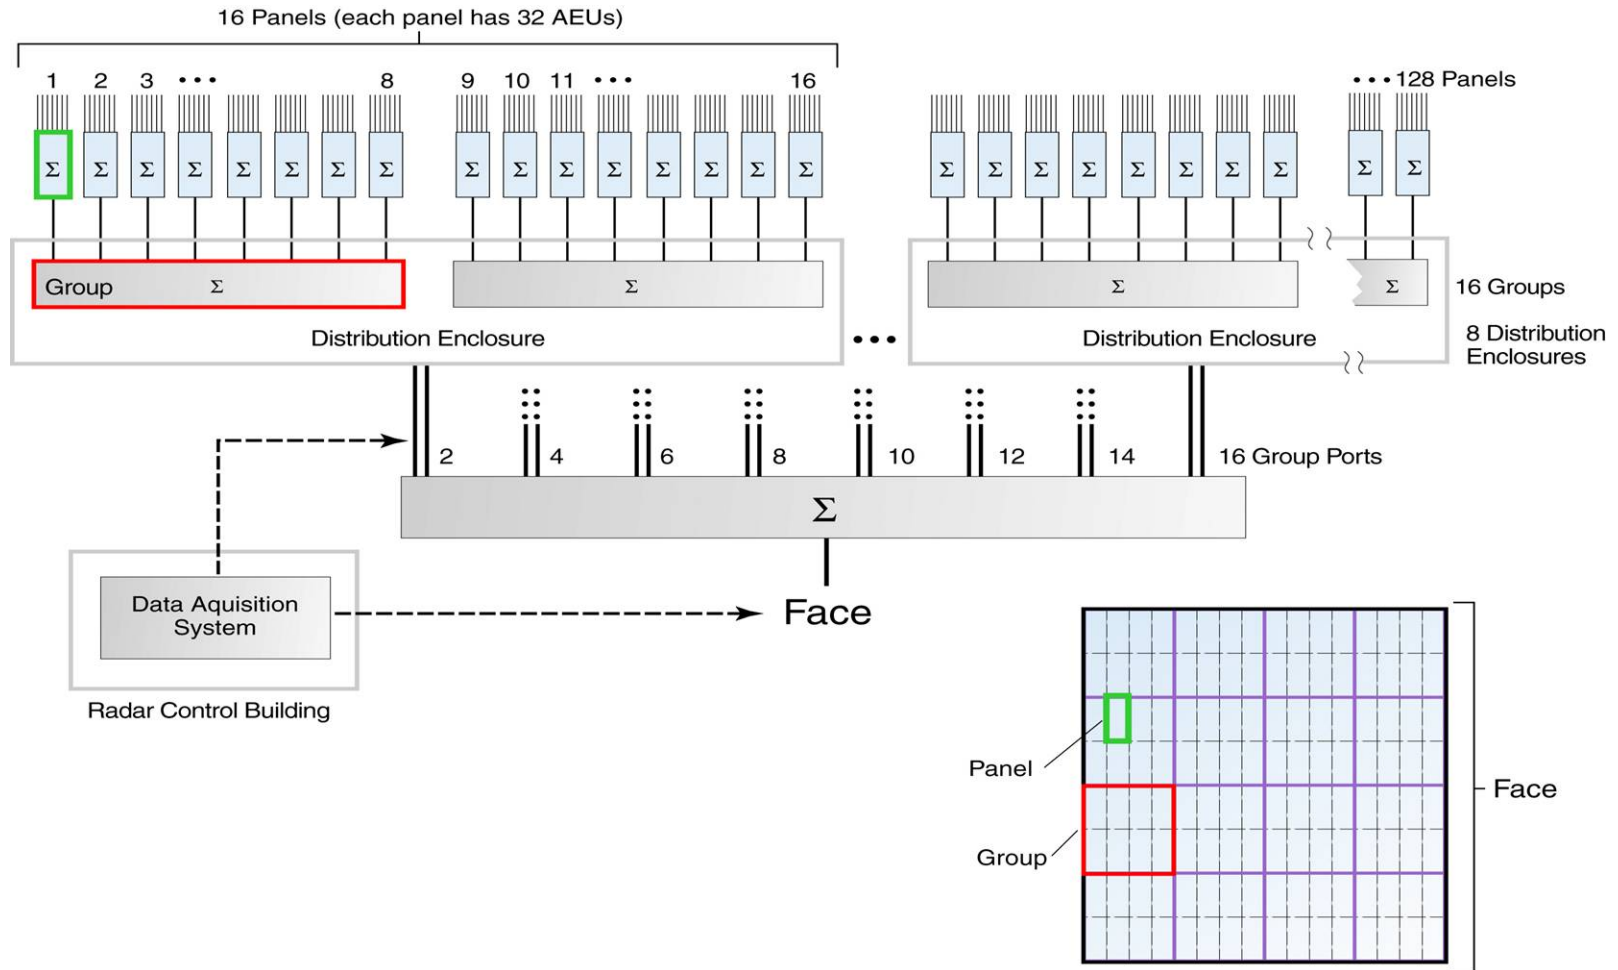 16 Panels (each panel has 32 AEUs)
1 2 3 ••• 8 9 10 11 ••• 16 •••128 Panels
Σ Σ Σ Σ Σ Σ Σ Σ Σ Σ Σ Σ Σ Σ Σ Σ Σ Σ Σ Σ Σ Σ Σ Σ Σ Σ
Group Σ Σ Σ Σ 16 Groups
Distribution Enclosure ••• Distribution Enclosure
8 Distribution
Enclosures
2 4 6 8 10 12 14 16 Group Ports
Σ
Data Aquisition
System
Face
Radar Control Building
Panel
Group
Face